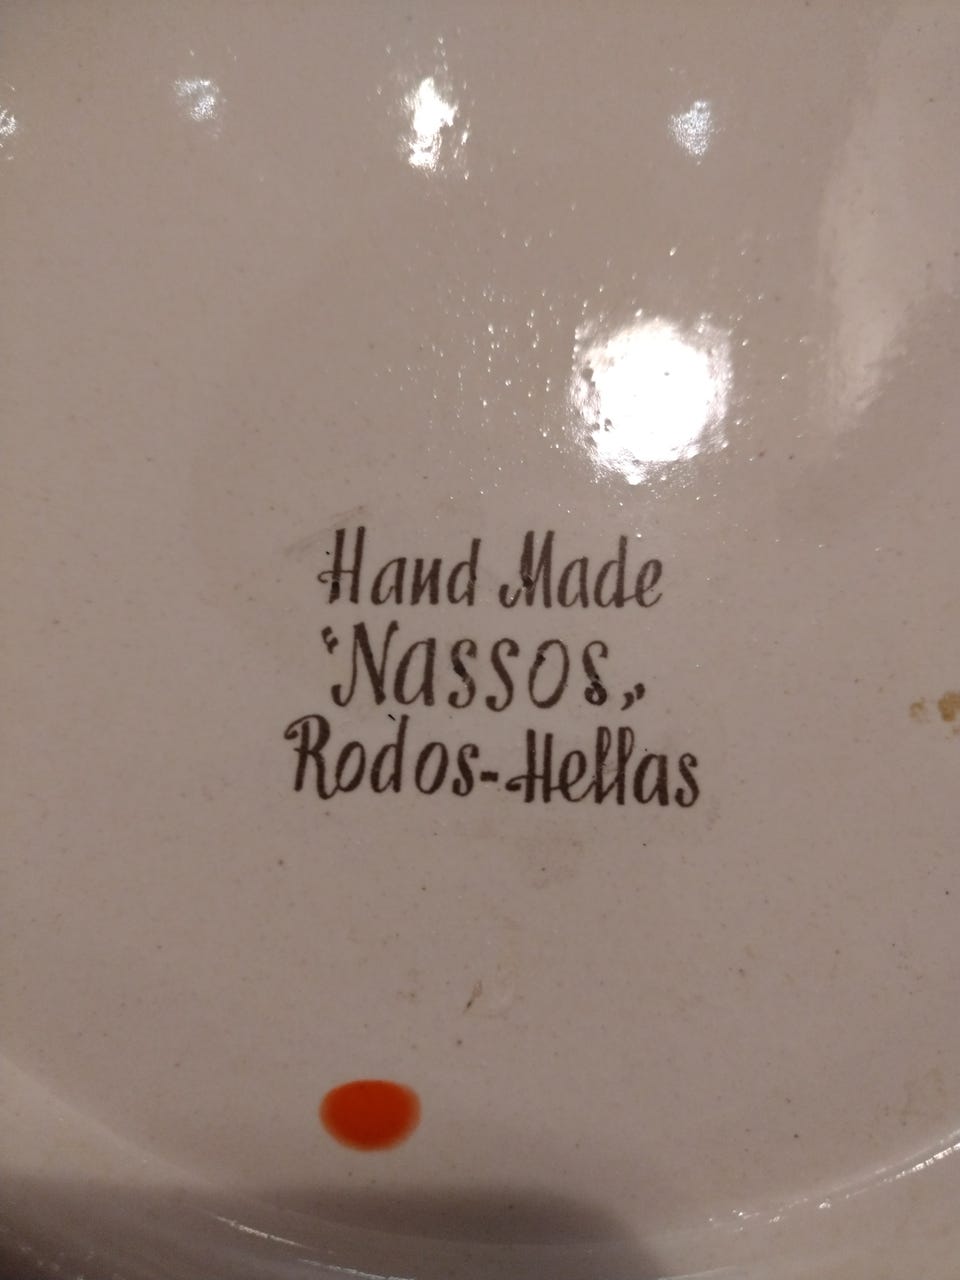 Hand Made
"Nassos„
Rodos-Hellas